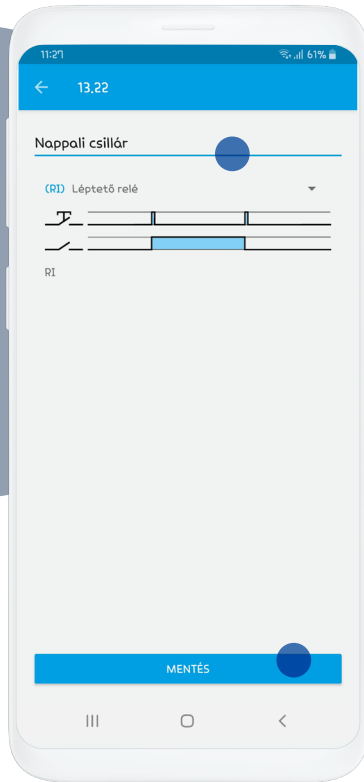 11:27 61%
13.22
Nappali csillár
(RI) Léptető relé
RI
MENTÉS